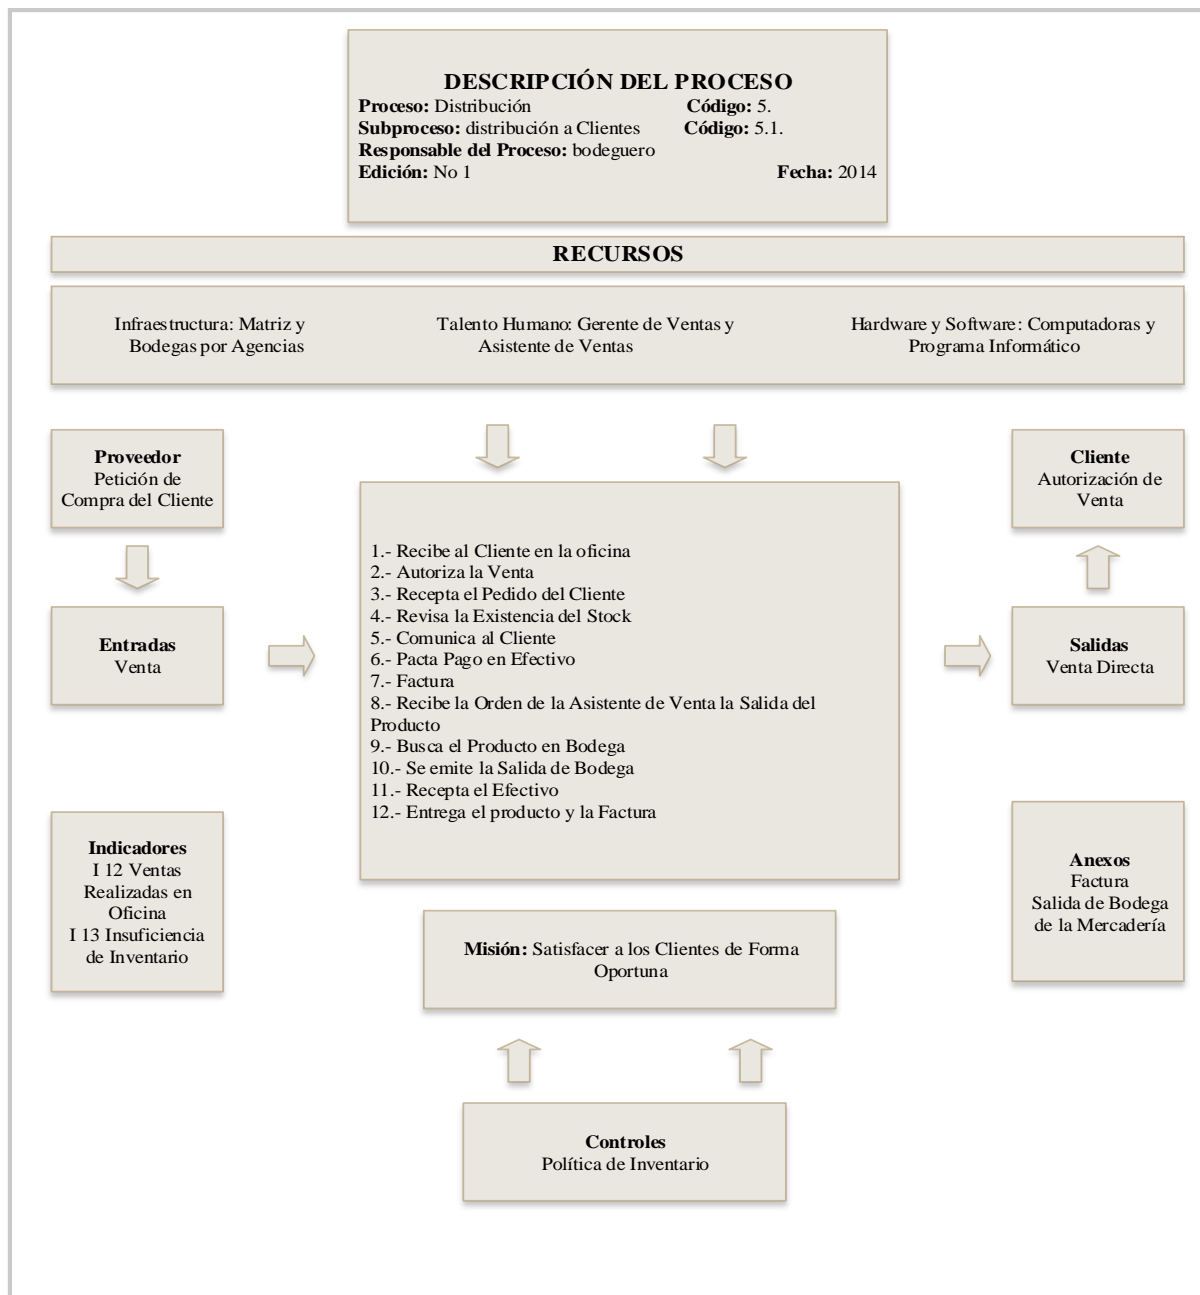 DESCRIPCIÓN DEL PROCESO
Proceso: Distribución Código: 5.
Subproceso: distribución a Clientes Código: 5.1.
Responsable del Proceso: bodeguero
Edición: No 1 Fecha: 2014
RECURSOS
Infraestructura: Matriz y
Bodegas por Agencias
Talento Humano: Gerente de Ventas y
Asistente de Ventas
Hardware y Software: Computadoras y
Programa Informático
Proveedor
Petición de
Compra del Cliente
Entradas
Venta
1.- Recibe al Cliente en la oficina
2.- Autoriza la Venta
3.- Recepta el Pedido del Cliente
4.- Revisa la Existencia del Stock
5.- Comunica al Cliente
6.- Pacta Pago en Efectivo
7.- Factura
8.- Recibe la Orden de la Asistente de Venta la Salida del
Producto
9.- Busca el Producto en Bodega
10.- Se emite la Salida de Bodega
11.- Recepta el Efectivo
12.- Entrega el producto y la Factura
Cliente
Autorización de
Venta
Salidas
Venta Directa
Indicadores
I 12 Ventas
Realizadas en
Oficina
I 13 Insuficiencia
de Inventario
Anexos
Factura
Salida de Bodega
de la Mercadería
Misión: Satisfacer a los Clientes de Forma
Oportuna
Controles
Política de Inventario